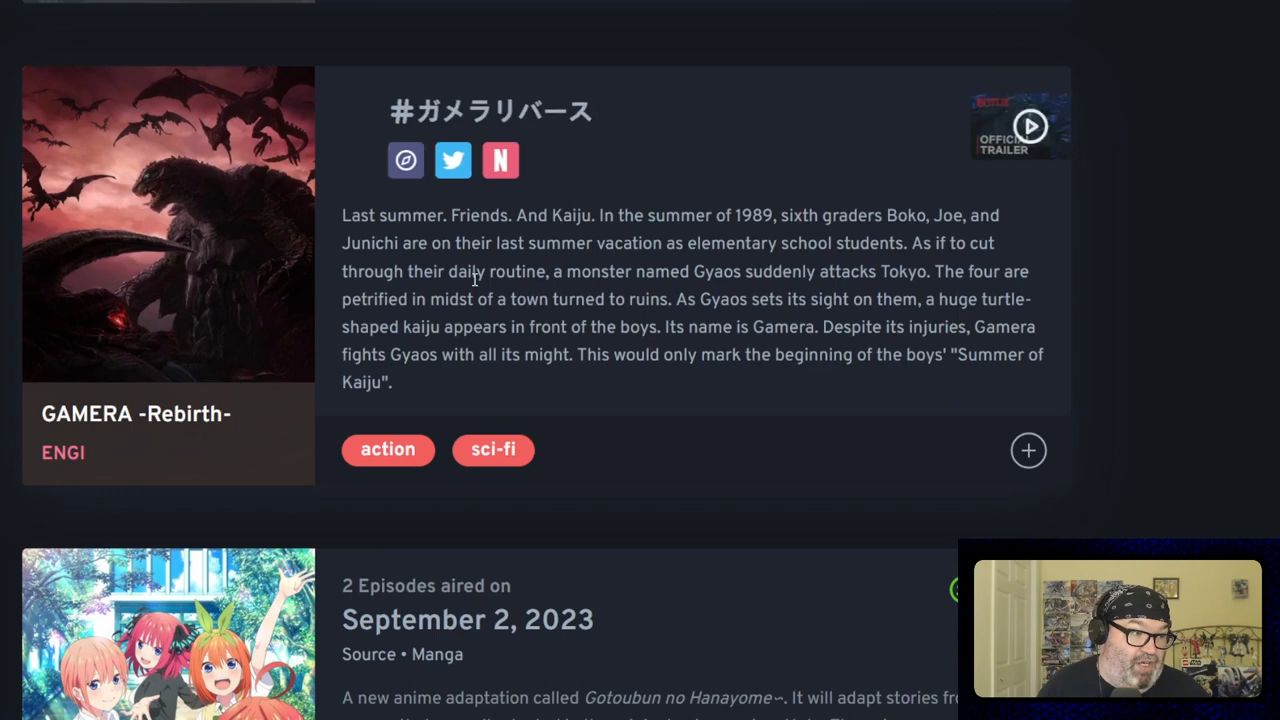 #ガメラリバース
NETFLIX
OFFICIAL
TRAILER
N
Last summer. Friends. And Kaiju. In the summer of 1989, sixth graders Boko, Joe, and
Junichi are on their last summer vacation as elementary school students. As if to cut
through their daily routine, a monster named Gyaos suddenly attacks Tokyo. The four are
petrified in midst of a town turned to ruins. As Gyaos sets its sight on them, a huge turtle-
shaped kaiju appears in front of the boys. Its name is Gamera. Despite its injuries, Gamera
fights Gyaos with all its might. This would only mark the beginning of the boys' "Summer of
Kaiju".
GAMERA -Rebirth-
ENGI
action
sci-fi
2 Episodes aired on
September 2, 2023
Source • Manga
A new anime adaptation called Gotoubun no Hanayome∽. It will adapt stories